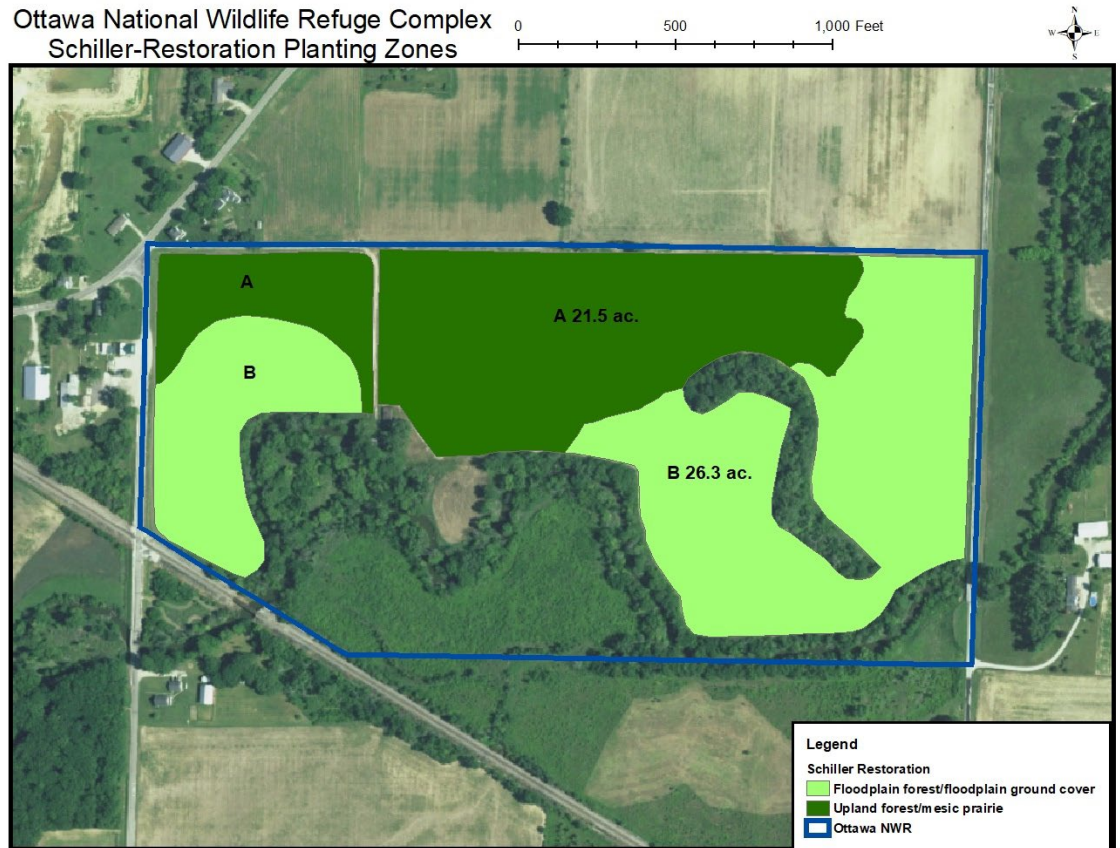 Ottawa National Wildlife Refuge Complex
Schiller-Restoration Planting Zones
0 500 1,000 Feet
N
W E
S
A
A 21.5 ac.
B
B 26.3 ac.
Legend
Schiller Restoration
Floodplain forest/floodplain ground cover
Upland forest/mesic prairie
Ottawa NWR